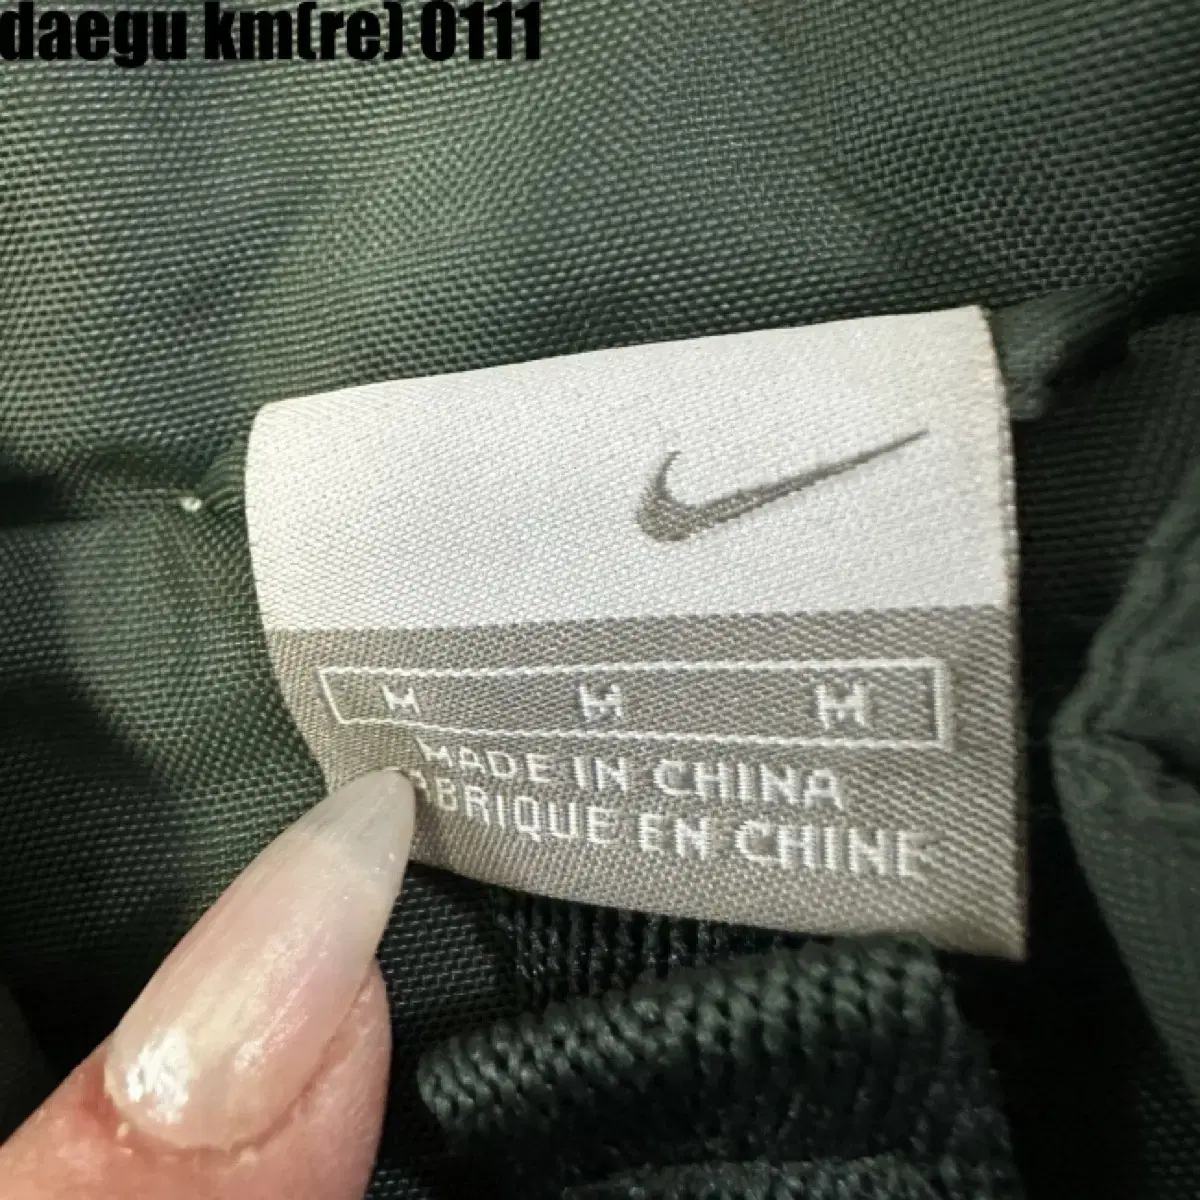 daegu km(re) 0111
M M M
MADE IN CHINA
FABRIQUE EN CHINE